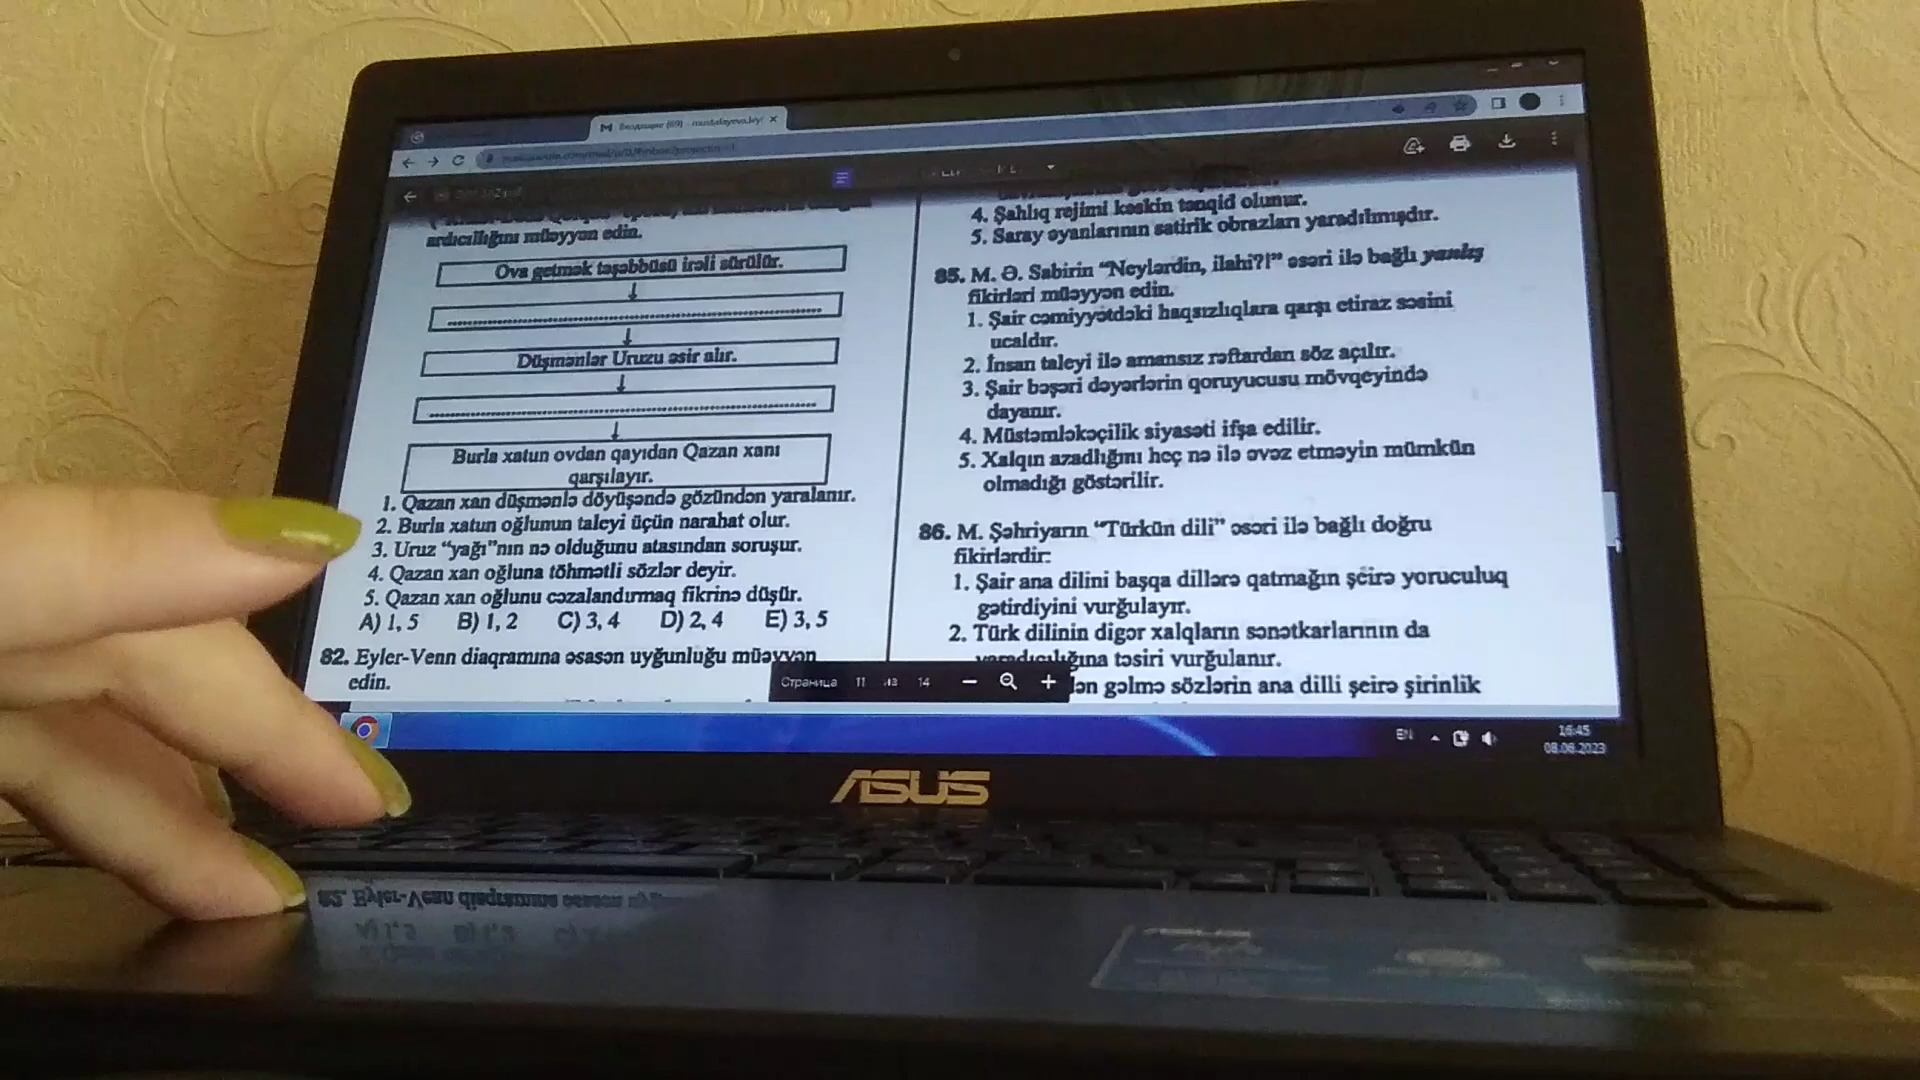 Входящие (69) - mustafayeva.ley
ardıcıllığını müəyyən edin.
Ova getmək təşəbbüsü irəli sürülür.
Düşmənlər Uruzu əsir alır.
Burla xatun ovdan qayıdan Qazan xanı
qarşılayır.
1. Qazan xan düşmənlə döyüşəndə gözündən yaralanır.
2. Burla xatun oğlunun taleyi üçün narahat olur.
3. Uruz “yağı”nın nə olduğunu atasından soruşur.
4. Qazan xan oğluna töhmətli sözlər deyir.
5. Qazan xan oğlunu cəzalandırmaq fikrinə düşür.
A) 1, 5 B) 1, 2 C) 3, 4 D) 2, 4 E) 3, 5
82. Eyler-Venn diaqramına əsasən uyğunluğu müəyyən
edin.
4. Şahlıq rejimi kəskin tənqid olunur.
5. Saray əyanlarının satirik obrazları yaradılmışdır.
85. M. Ə. Sabirin “Neylərdin, ilahi?!” əsəri ilə bağlı yanlış
fikirləri müəyyən edin.
1. Şair cəmiyyətdəki haqsızlıqlara qarşı etiraz səsini
ucaldır.
2. İnsan taleyi ilə amansız rəftardan söz açılır.
3. Şair bəşəri dəyərlərin qoruyucusu mövqeyində
dayanır.
4. Müstəmləkəçilik siyasəti ifşa edilir.
5. Xalqın azadlığını heç nə ilə əvəz etməyin mümkün
olmadığı göstərilir.
86. M. Şəhriyarın “Türkün dili” əsəri ilə bağlı doğru
fikirlərdir:
1. Şair ana dilini başqa dillərə qatmağın şeirə yoruculuq
gətirdiyini vurğulayır.
2. Türk dilinin digər xalqların sənətkarlarının da
yaradıcılığına təsiri vurğulanır.
gəlmə sözlərin ana dilli şeirə şirinlik
Страница 11 из 14
EN
16:45
08.06.2023
ASUS